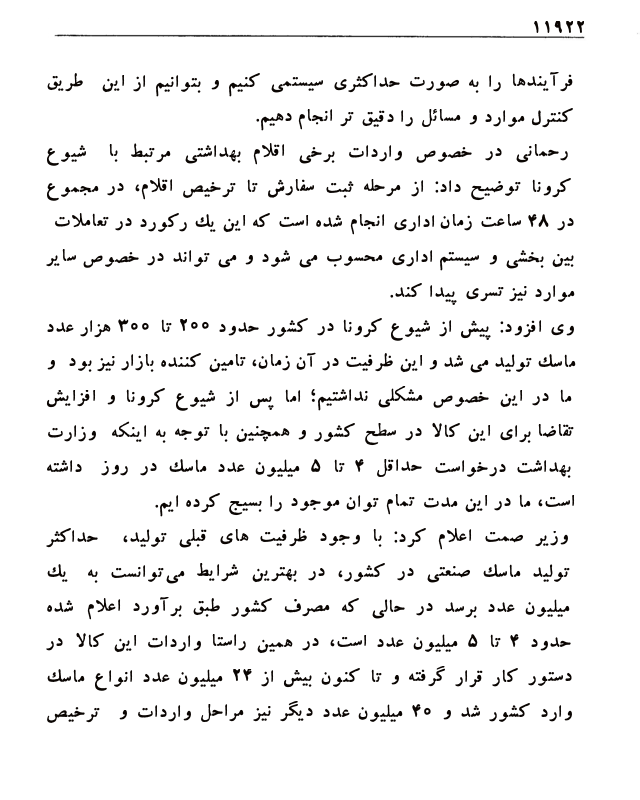 ۱۱۹۲۲
فرآیندها را به صورت حداکثری سیستمی کنیم و بتوانیم از این طریق
کنترل موارد و مسائل را دقیق تر انجام دهیم.
رحمانی در خصوص واردات برخی اقلام بهداشتی مرتبط با شیوع
کرونا توضیح داد: از مرحله ثبت سفارش تا ترخیص اقلام، در مجموع
در ۴۸ ساعت زمان اداری انجام شده است که این یك رکورد در تعاملات
بین بخشی و سیستم اداری محسوب می شود و می تواند در خصوص سایر
موارد نیز تسری پیدا کند.
وی افزود: پیش از شیوع کرونا در کشور حدود ۲۰۰ تا ۳۰۰ هزار عدد
ماسك تولید می شد و این ظرفیت در آن زمان، تامین کننده بازار نیز بود و
ما در این خصوص مشکلی نداشتیم؛ اما پس از شیوع کرونا و افزایش
تقاضا برای این کالا در سطح کشور و همچنین با توجه به اینکه وزارت
بهداشت درخواست حداقل ۴ تا ۵ میلیون عدد ماسك در روز داشته
است، ما در این مدت تمام توان موجود را بسیج کرده ایم.
وزیر صمت اعلام کرد: با وجود ظرفیت های قبلی تولید، حداکثر
تولید ماسك صنعتی در کشور، در بهترین شرایط می‌توانست به یك
میلیون عدد برسد در حالی که مصرف کشور طبق برآورد اعلام شده
حدود ۴ تا ۵ میلیون عدد است، در همین راستا واردات این کالا در
دستور کار قرار گرفته و تا کنون بیش از ۲۴ میلیون عدد انواع ماسك
وارد کشور شد و ۴۰ میلیون عدد دیگر نیز مراحل واردات و ترخیص